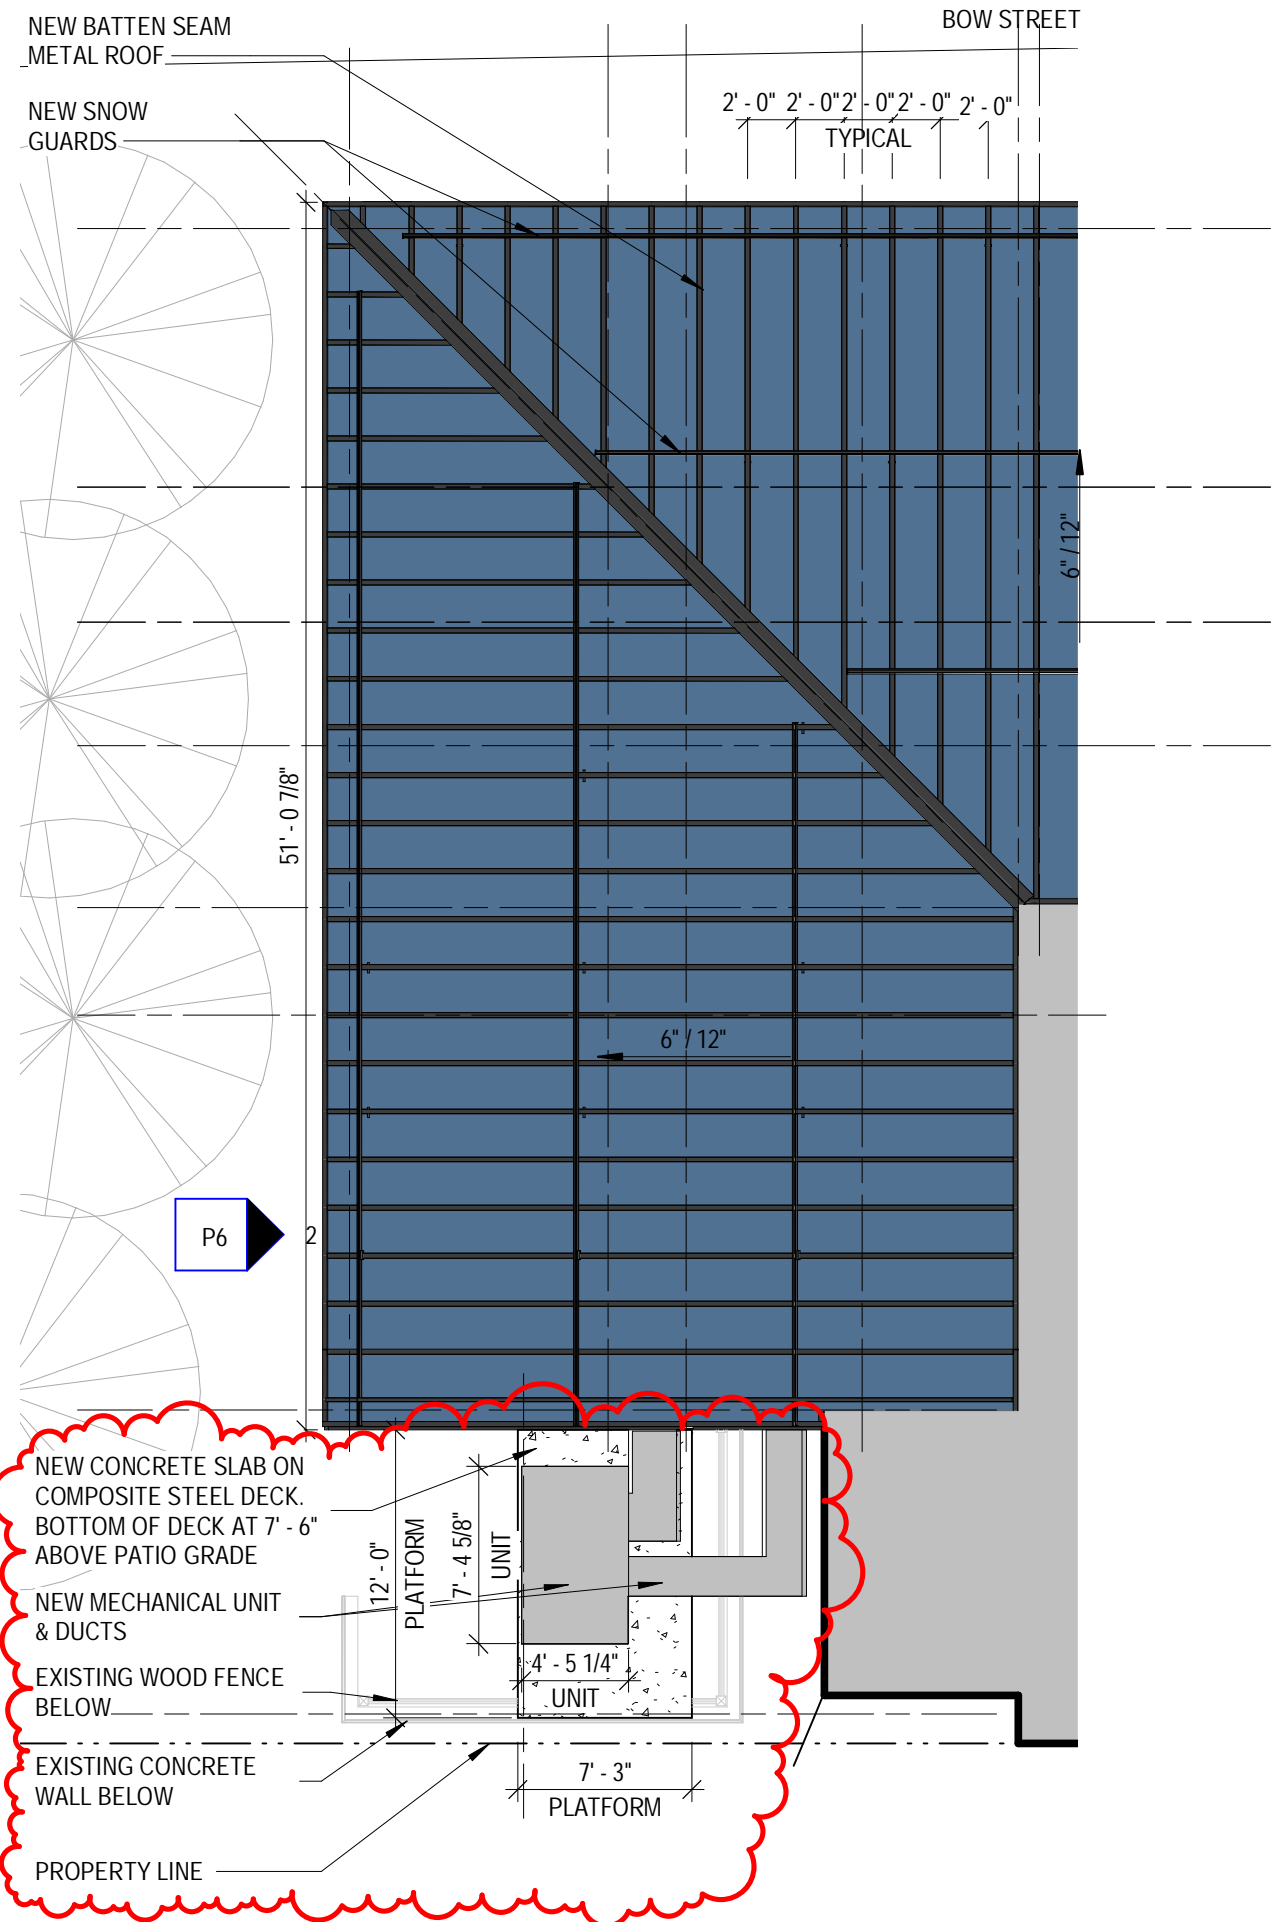 NEW BATTEN SEAM
METAL ROOF
BOW STREET
NEW SNOW
GUARDS
2' - 0" 2' - 0" 2' - 0" 2' - 0" 2' - 0"
TYPICAL
6" / 12"
51' - 0 7/8"
6" / 12"
P6
2
NEW CONCRETE SLAB ON
COMPOSITE STEEL DECK.
BOTTOM OF DECK AT 7' - 6"
ABOVE PATIO GRADE
12' - 0"
PLATFORM
7' - 4 5/8"
UNIT
NEW MECHANICAL UNIT
& DUCTS
4' - 5 1/4"
UNIT
EXISTING WOOD FENCE
BELOW
EXISTING CONCRETE
WALL BELOW
7' - 3"
PLATFORM
PROPERTY LINE